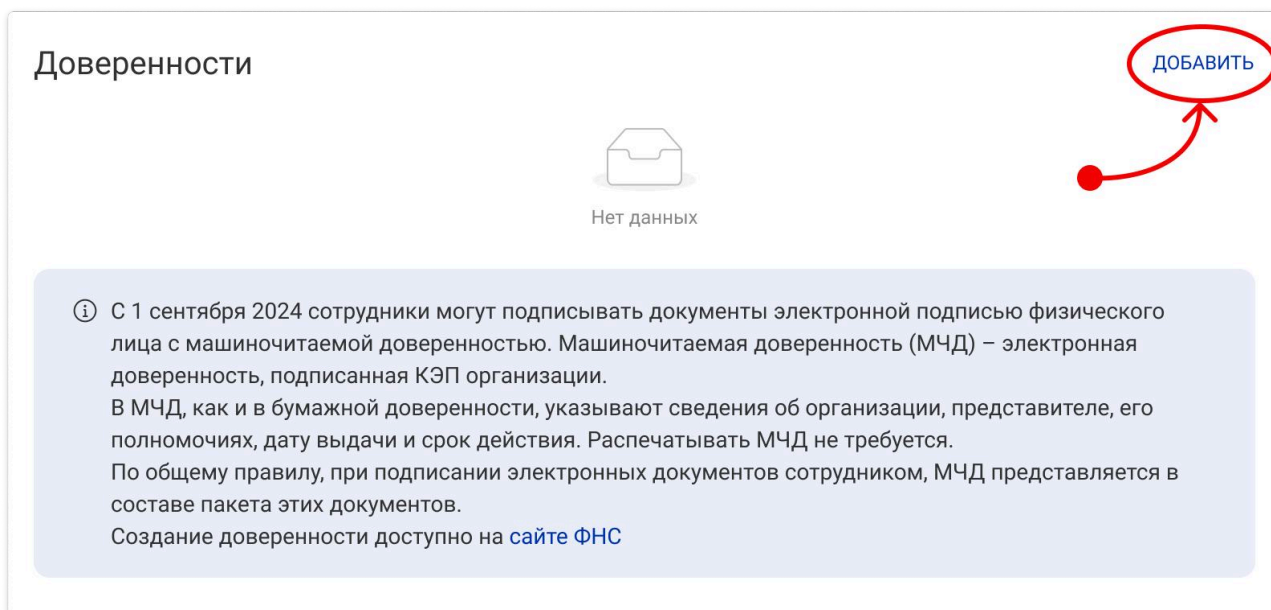 Доверенности
ДОБАВИТЬ
Нет данных
С 1 сентября 2024 сотрудники могут подписывать документы электронной подписью физического
лица с машиночитаемой доверенностью. Машиночитаемая доверенность (МЧД) – электронная
доверенность, подписанная КЭП организации.
В МЧД, как и в бумажной доверенности, указывают сведения об организации, представителе, его
полномочиях, дату выдачи и срок действия. Распечатывать МЧД не требуется.
По общему правилу, при подписании электронных документов сотрудником, МЧД представляется в
составе пакета этих документов.
Создание доверенности доступно на сайте ФНС